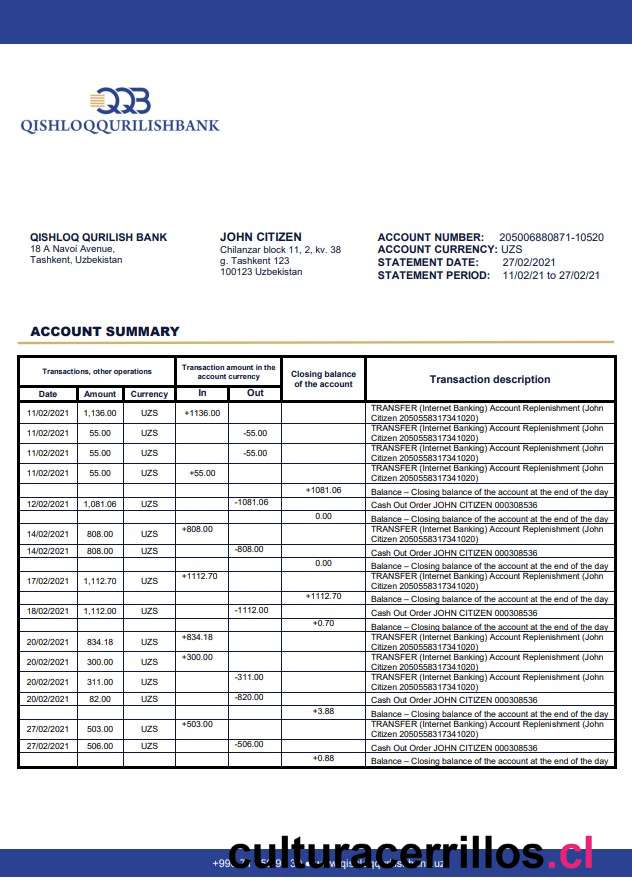 QQB
QISHLOQQURILISHBANK
QISHLOQ QURILISH BANK
18 A Navoi Avenue,
Tashkent, Uzbekistan
JOHN CITIZEN
Chilanzar block 11, 2, kv. 38
g. Tashkent 123
100123 Uzbekistan
ACCOUNT NUMBER: 205006880871-10520
ACCOUNT CURRENCY: UZS
STATEMENT DATE: 27/02/2021
STATEMENT PERIOD: 11/02/21 to 27/02/21
ACCOUNT SUMMARY
Transactions, other operations
Transaction amount in the
account currency
Closing balance
of the account
Transaction description
Date Amount Currency In Out
11/02/2021 1,136.00 UZS +1136.00 TRANSFER (Internet Banking) Account Replenishment (John
Citizen 2050558317341020)
11/02/2021 55.00 UZS -55.00 TRANSFER (Internet Banking) Account Replenishment (John
Citizen 2050558317341020)
11/02/2021 55.00 UZS -55.00 TRANSFER (Internet Banking) Account Replenishment (John
Citizen 2050558317341020)
11/02/2021 55.00 UZS +55.00 TRANSFER (Internet Banking) Account Replenishment (John
Citizen 2050558317341020)
+1081.06 Balance – Closing balance of the account at the end of the day
12/02/2021 1,081.06 UZS -1081.06 Cash Out Order JOHN CITIZEN 000308536
0.00 Balance – Closing balance of the account at the end of the day
14/02/2021 808.00 UZS +808.00 TRANSFER (Internet Banking) Account Replenishment (John
Citizen 2050558317341020)
14/02/2021 808.00 UZS -808.00 Cash Out Order JOHN CITIZEN 000308536
0.00 Balance – Closing balance of the account at the end of the day
17/02/2021 1,112.70 UZS +1112.70 TRANSFER (Internet Banking) Account Replenishment (John
Citizen 2050558317341020)
+1112.70 Balance – Closing balance of the account at the end of the day
18/02/2021 1,112.00 UZS -1112.00 Cash Out Order JOHN CITIZEN 000308536
+0.70 Balance – Closing balance of the account at the end of the day
20/02/2021 834.18 UZS +834.18 TRANSFER (Internet Banking) Account Replenishment (John
Citizen 2050558317341020)
20/02/2021 300.00 UZS +300.00 TRANSFER (Internet Banking) Account Replenishment (John
Citizen 2050558317341020)
20/02/2021 311.00 UZS -311.00 TRANSFER (Internet Banking) Account Replenishment (John
Citizen 2050558317341020)
20/02/2021 82.00 UZS -820.00 Cash Out Order JOHN CITIZEN 000308536
+3.88 Balance – Closing balance of the account at the end of the day
27/02/2021 503.00 UZS +503.00 TRANSFER (Internet Banking) Account Replenishment (John
Citizen 2050558317341020)
27/02/2021 506.00 UZS -506.00 Cash Out Order JOHN CITIZEN 000308536
+0.88 Balance – Closing balance of the account at the end of the day
culturacerrillos.cl